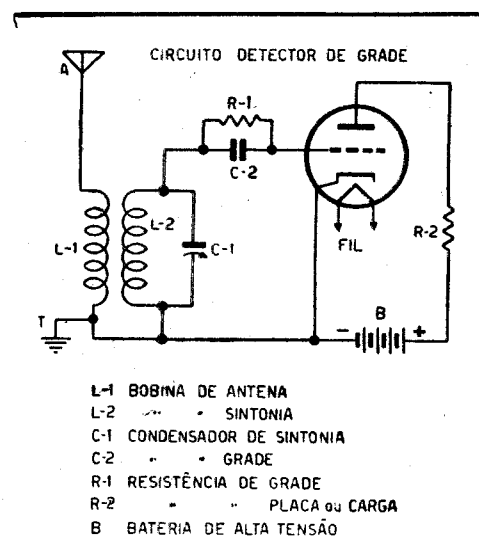 CIRCUITO DETECTOR DE GRADE
A
R-1
C-2
L-2
L-1
C-1
FIL
R-2
T
B
- +
L-1 BOBINA DE ANTENA
L-2 " " SINTONIA
C-1 CONDENSADOR DE SINTONIA
C-2 " " GRADE
R-1 RESISTÊNCIA DE GRADE
R-2 " " PLACA ou CARGA
B BATERIA DE ALTA TENSÃO